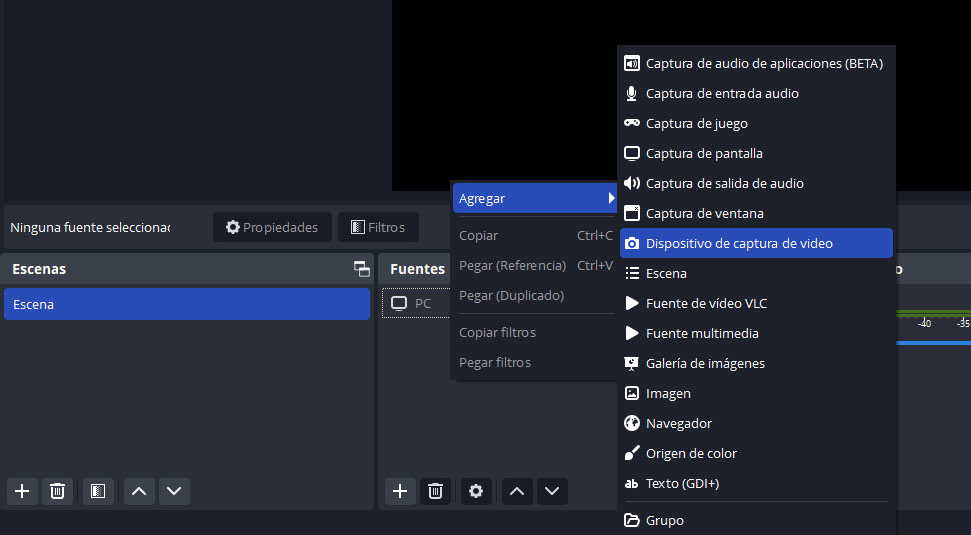 Captura de audio de aplicaciones (BETA)
Captura de entrada audio
Captura de juego
Captura de pantalla
Captura de salida de audio
Captura de ventana
Dispositivo de captura de video
Escena
Fuente de vídeo VLC
Fuente multimedia
Galería de imágenes
Imagen
Navegador
Origen de color
ab Texto (GDI+)
Grupo
Agregar
Copiar Ctrl+C
Pegar (Referencia) Ctrl+V
Pegar (Duplicado)
Copiar filtros
Pegar filtros
Ninguna fuente seleccionac
Propiedades
Filtros
Escenas
Escena
Fuentes
PC
o
-40 -35